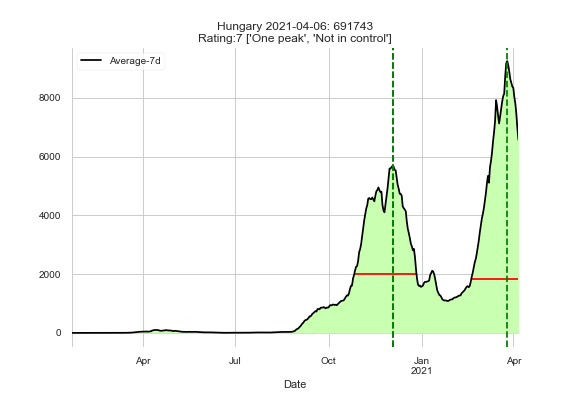 Hungary 2021-04-06: 691743
Rating:7 ['One peak', 'Not in control']
Average-7d
8000
6000
4000
2000
0
Apr
Jul
Oct
Jan
2021
Apr
Date